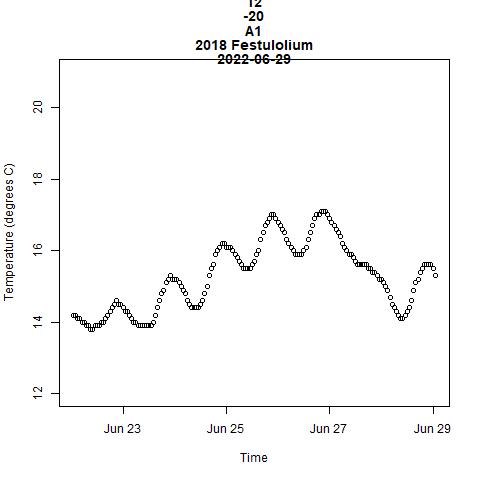 12
-20
A1
2018 Festulolium
2022-06-29
20
18
16
14
12
Temperature (degrees C)
Jun 23
Jun 25
Jun 27
Jun 29
Time